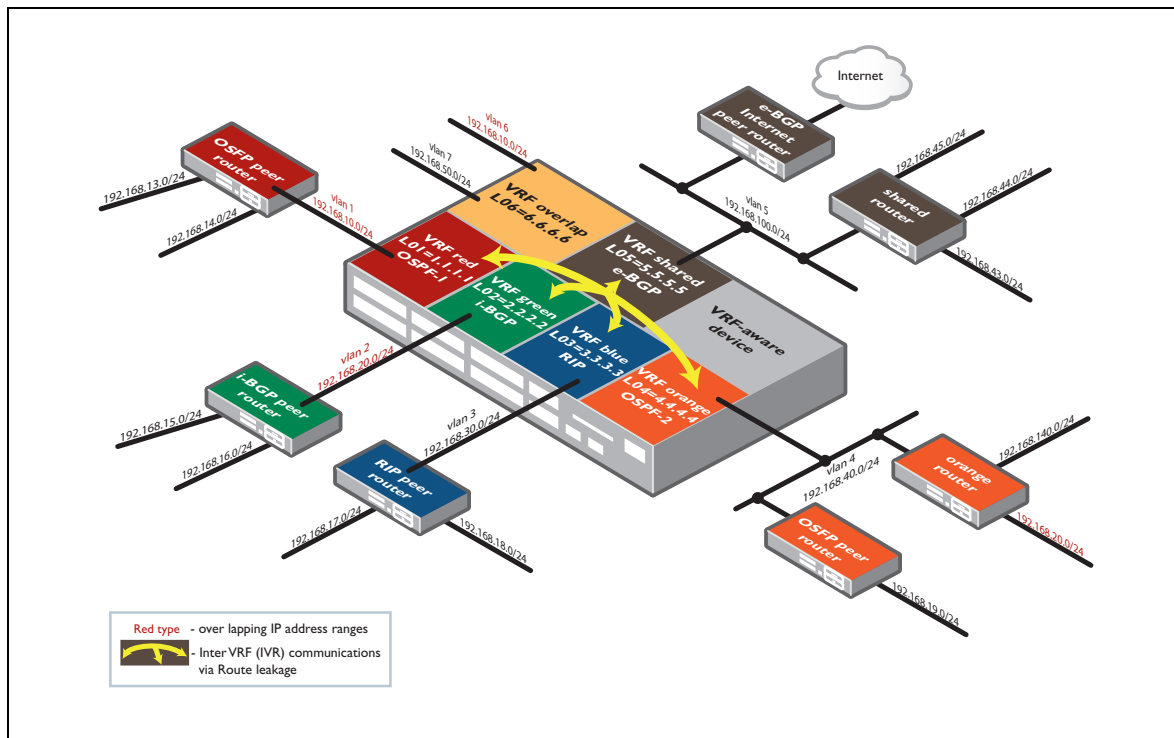 Internet
e-BGP
Internet
peer router
192.168.45.0/24
192.168.44.0/24
shared
router
192.168.43.0/24
vlan 5
192.168.100.0/24
vlan 6
192.168.10.0/24
vlan 7
192.168.50.0/24
OSFP peer
router
192.168.13.0/24
192.168.14.0/24
vlan 1
192.168.10.0/24
VRF overlap
L06=6.6.6.6
VRF red
L01=1.1.1.1
OSPF-1
VRF shared
L05=5.5.5.5
e-BGP
VRF green
L02=2.2.2.2
i-BGP
VRF blue
L03=3.3.3.3
RIP
VRF orange
L04=4.4.4.4
OSPF-2
VRF-aware
device
vlan 2
192.168.20.0/24
i.-BGP peer
router
192.168.15.0/24
192.168.16.0/24
vlan 3
192.168.30.0/24
RIP peer
router
192.168.17.0/24
192.168.18.0/24
vlan 4
192.168.40.0/24
192.168.140.0/24
orange
router
192.168.20.0/24
OSFP peer
router
192.168.19.0/24
Red type - over lapping IP address ranges
- Inter VRF (IVR) communications
via Route leakage